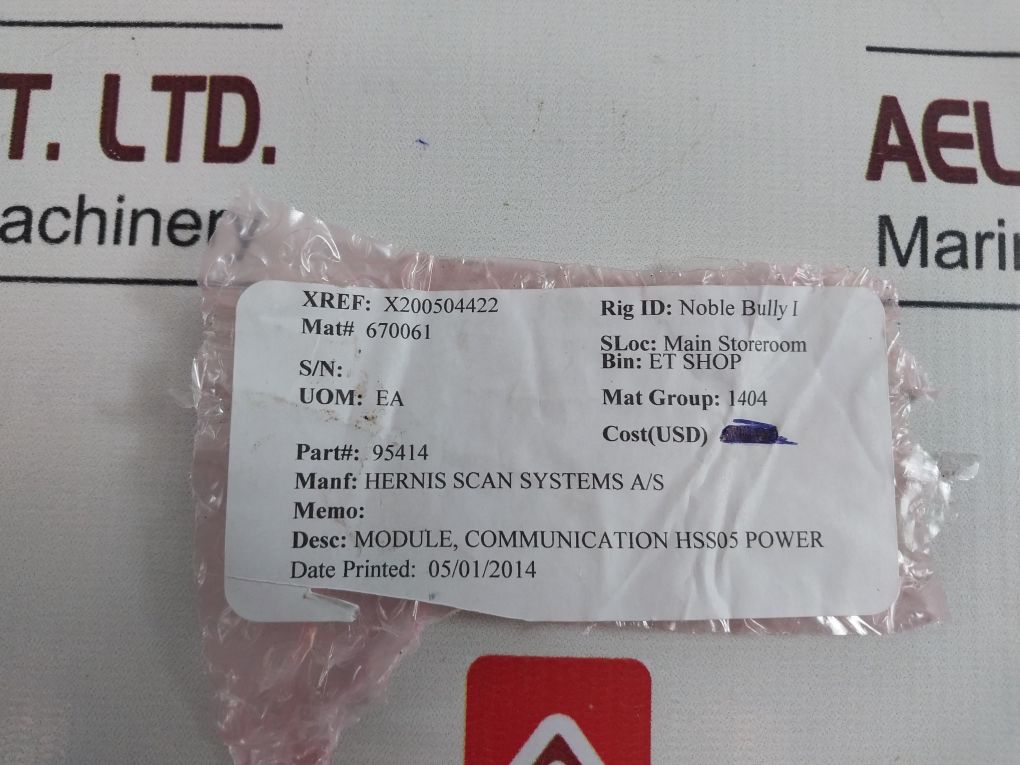 T. LTD.
achinery
AEL
Marin
XREF: X200504422
Mat# 670061
S/N:
UOM: EA
Part#: 95414
Manf: HERNIS SCAN SYSTEMS A/S
Memo:
Desc: MODULE, COMMUNICATION HSS05 POWER
Date Printed: 05/01/2014
Rig ID: Noble Bully I
SLoc: Main Storeroom
Bin: ET SHOP
Mat Group: 1404
Cost(USD)